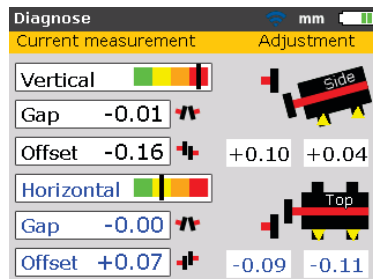 Diagnose mm
Current measurement Adjustment
Vertical Side
Gap -0.01
Offset -0.16 +0.10 +0.04
Horizontal Top
Gap -0.00
Offset +0.07 -0.09 -0.11